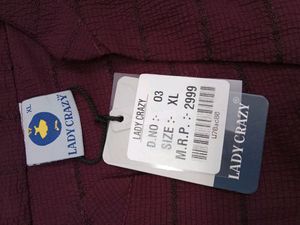 XL
LADY CRAZY
LADY CRAZY
D.NO :- 03
SIZE :- XL
M.R.P. :- 2999
LADY CRAZY®